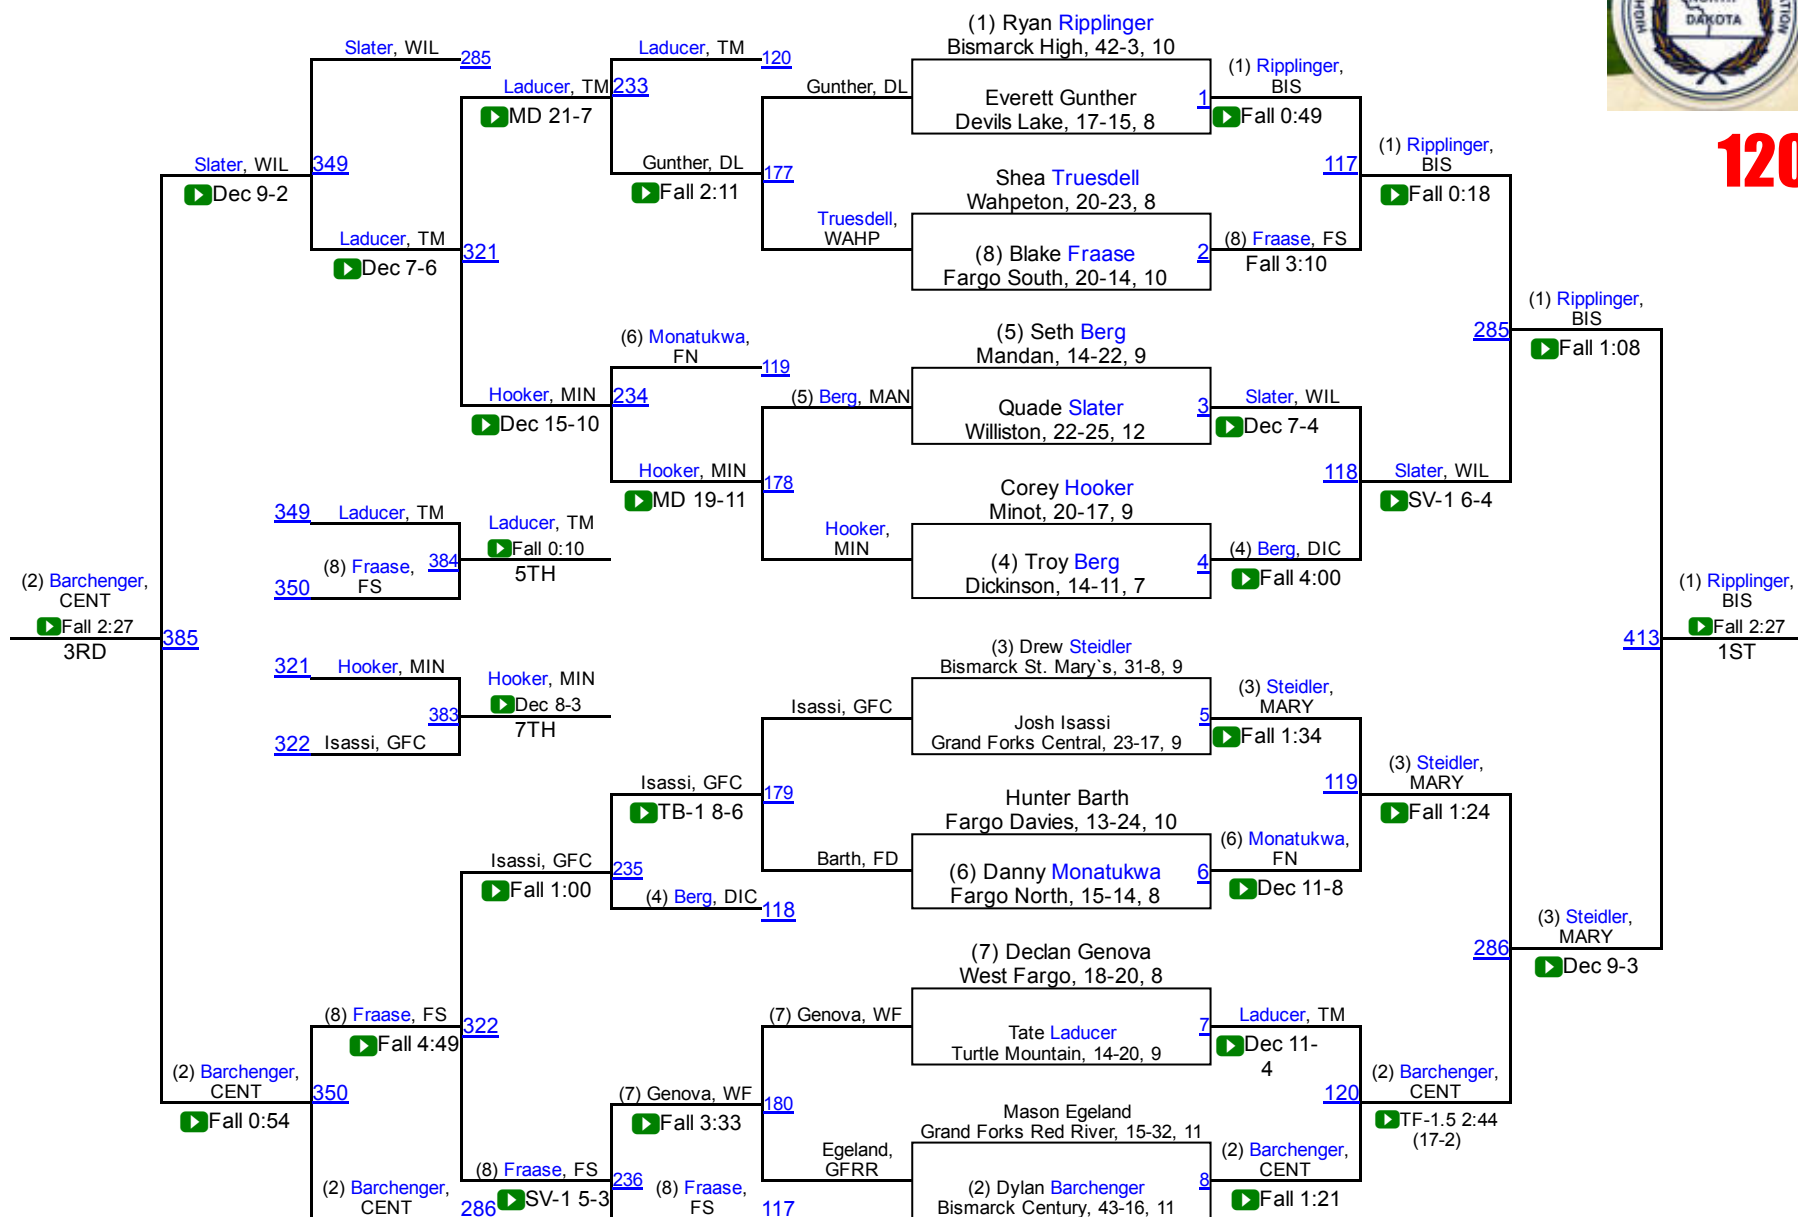 HIGH
NORTH
DAKOTA
120
(1) Ryan Ripplinger
Bismarck High, 42-3, 10
Everett Gunther
Devils Lake, 17-15, 8
1
Shea Truesdell
Wahpeton, 20-23, 8
(8) Blake Fraase
Fargo South, 20-14, 10
2
(5) Seth Berg
Mandan, 14-22, 9
Quade Slater
Williston, 22-25, 12
3
Corey Hooker
Minot, 20-17, 9
(4) Troy Berg
Dickinson, 14-11, 7
4
(3) Drew Steidler
Bismarck St. Mary`s, 31-8, 9
Josh Isassi
Grand Forks Central, 23-17, 9
5
Hunter Barth
Fargo Davies, 13-24, 10
(6) Danny Monatukwa
Fargo North, 15-14, 8
6
(7) Declan Genova
West Fargo, 18-20, 8
Tate Laducer
Turtle Mountain, 14-20, 9
7
Mason Egeland
Grand Forks Red River, 15-32, 11
(2) Dylan Barchenger
Bismarck Century, 43-16, 11
8
(1) Ripplinger,
BIS
Fall 0:49
117
(8) Fraase, FS
Fall 3:10
Slater, WIL
Dec 7-4
118
(4) Berg, DIC
Fall 4:00
(3) Steidler,
MARY
Fall 1:34
119
(6) Monatukwa,
FN
Dec 11-8
Laducer, TM
Dec 11-
4
120
(2) Barchenger,
CENT
Fall 1:21
(1) Ripplinger,
BIS
Fall 0:18
285
Slater, WIL
SV-1 6-4
(3) Steidler,
MARY
Fall 1:24
286
(2) Barchenger,
CENT
TF-1.5 2:44
(17-2)
(1) Ripplinger,
BIS
Fall 1:08
413
(3) Steidler,
MARY
Dec 9-3
(1) Ripplinger,
BIS
Fall 2:27
1ST
Gunther, DL
177
Truesdell,
WAHP
(5) Berg, MAN
178
Hooker,
MIN
Isassi, GFC
179
Barth, FD
(7) Genova, WF
180
Egeland,
GFRR
Laducer, TM
120
233
Gunther, DL
Fall 2:11
(6) Monatukwa,
FN
119
234
Hooker, MIN
MD 19-11
Isassi, GFC
TB-1 8-6
235
(4) Berg, DIC
118
(7) Genova, WF
Fall 3:33
236
(8) Fraase,
FS
117
Laducer, TM
MD 21-7
321
Hooker, MIN
Dec 15-10
Isassi, GFC
Fall 1:00
322
(8) Fraase, FS
SV-1 5-3
Slater, WIL
285
349
Laducer, TM
Dec 7-6
(8) Fraase, FS
Fall 4:49
350
(2) Barchenger,
CENT
286
Slater, WIL
Dec 9-2
385
(2) Barchenger,
CENT
Fall 0:54
(2) Barchenger,
CENT
Fall 2:27
3RD
349
Laducer, TM
384
350
(8) Fraase,
FS
Laducer, TM
Fall 0:10
5TH
321
Hooker, MIN
383
322
Isassi, GFC
Hooker, MIN
Dec 8-3
7TH